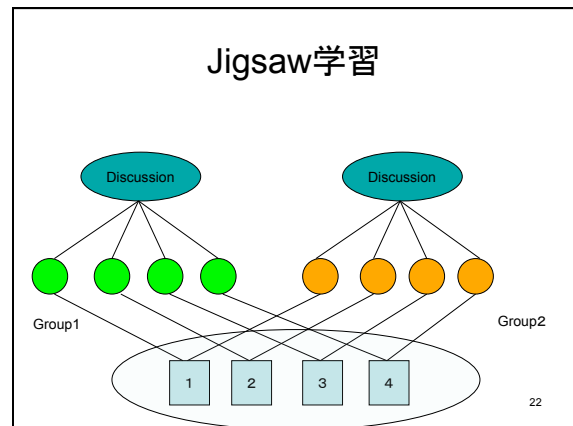 Jigsaw学習
Discussion Discussion
Group1 Group2
1 2 3 4
22